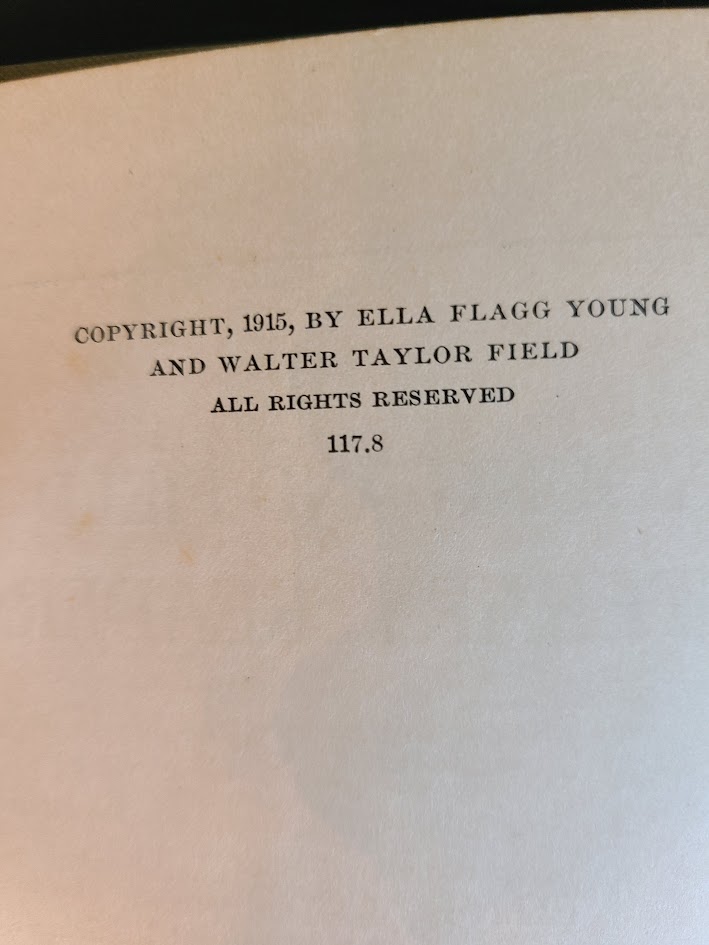 COPYRIGHT, 1915, BY ELLA FLAGG YOUNG
AND WALTER TAYLOR FIELD
ALL RIGHTS RESERVED
117.8